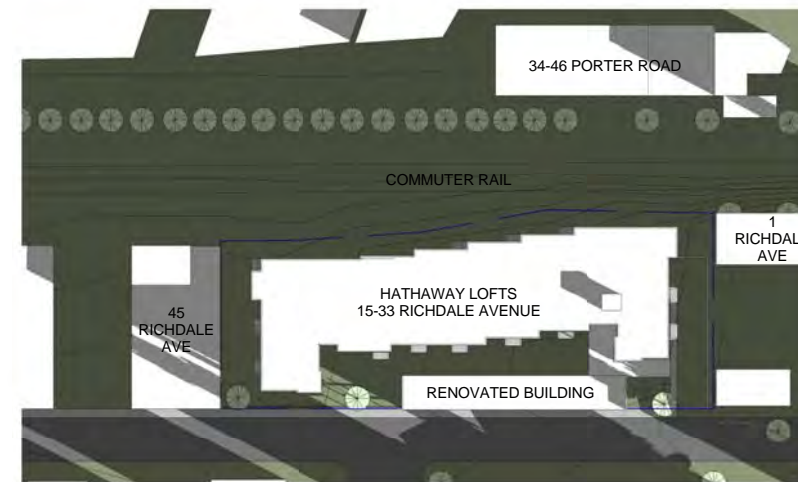 34-46 PORTER ROAD
COMMUTER RAIL
1
RICHDALE
AVE
HATHAWAY LOFTS
15-33 RICHDALE AVENUE
45
RICHDALE
AVE
RENOVATED BUILDING